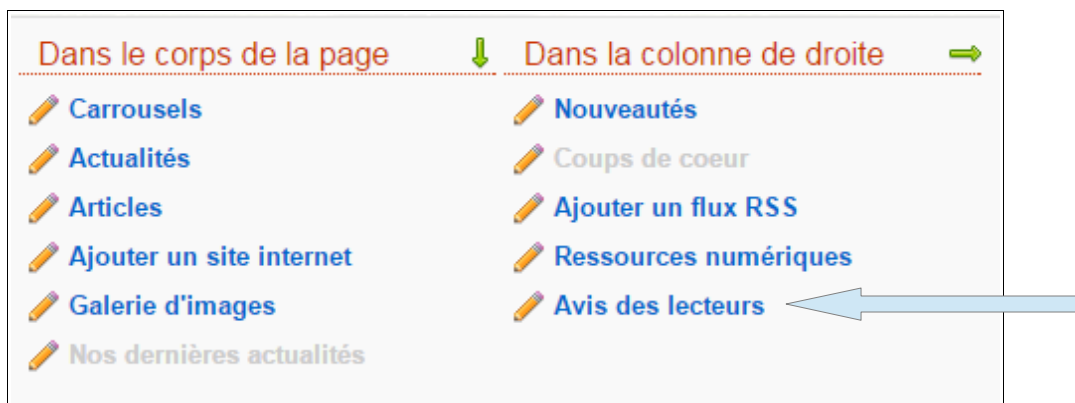 Dans le corps de la page
Carrousels
Actualités
Articles
Ajouter un site internet
Galerie d'images
Nos dernières actualités
Dans la colonne de droite
Nouveautés
Coups de coeur
Ajouter un flux RSS
Ressources numériques
Avis des lecteurs